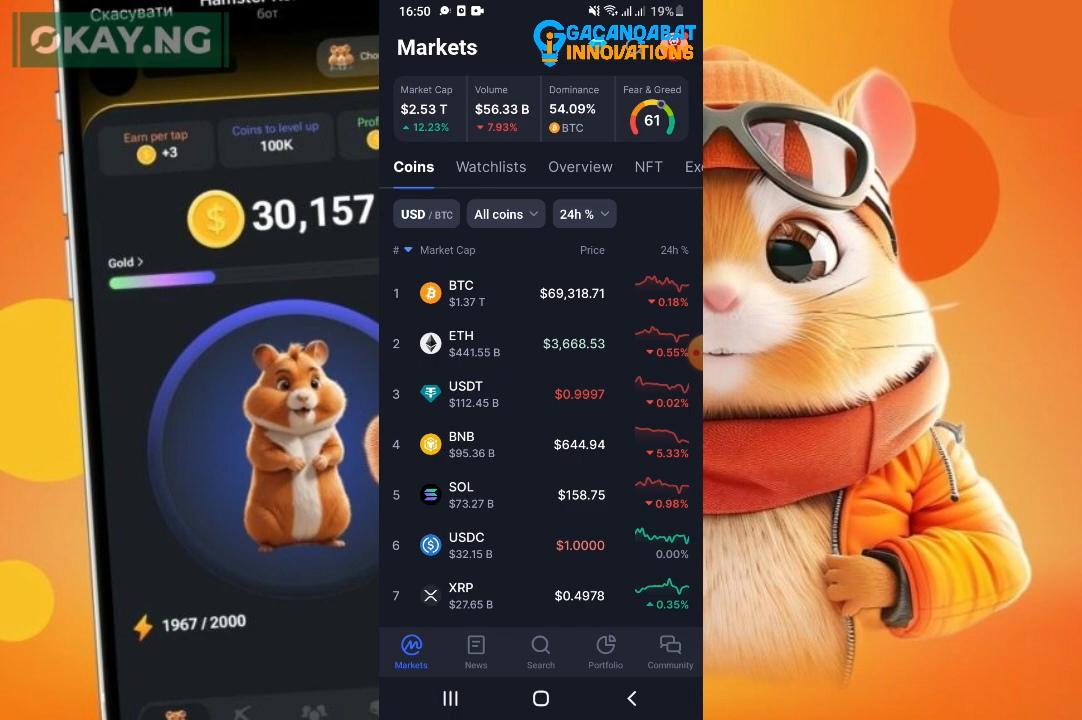 Скасувати
бот
OKAY.NG
Earn per tap
+3
Coins to level up
100K
30,157
Gold >
1967 / 2000
16:50
19%
GACANQABAT
INNOVATIONS
Markets
Market Cap
$2.53 T
12.23%
Volume
$56.33 B
7.93%
Dominance
54.09%
BTC
Fear & Greed
61
Coins Watchlists Overview NFT
USD / BTC All coins 24h %
# Market Cap Price 24h %
1 BTC $69,318.71
$1.37 T 0.18%
2 ETH $3,668.53
$441.55 B 0.55%
3 USDT $0.9997
$112.45 B 0.02%
4 BNB $644.94
$95.36 B 5.33%
5 SOL $158.75
$73.27 B 0.98%
6 USDC $1.0000
$32.15 B 0.00%
7 XRP $0.4978
$27.65 B 0.35%
Markets News Search Portfolio Community